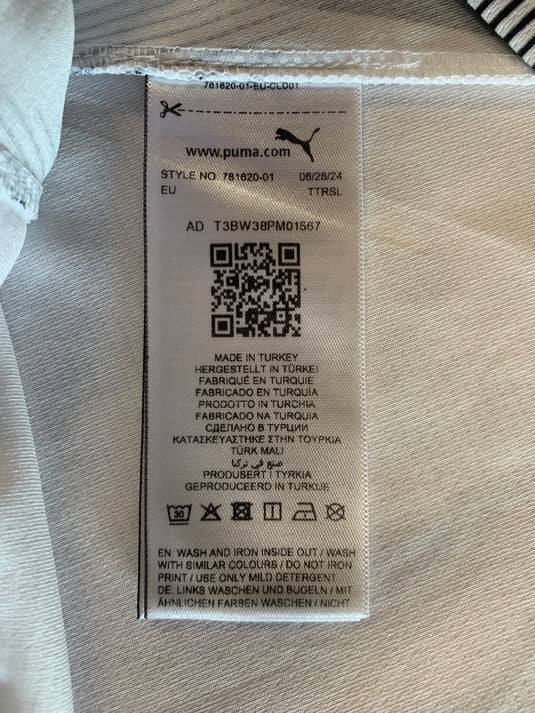 781620-01-EU-CLD01
www.puma.com
STYLE NO. 781620-01 08/28/24
EU TTRSL
AD T3BW38PM01567
MADE IN TURKEY
HERGESTELLT IN TÜRKEI
FABRIQUÉ EN TURQUIE
FABRICADO EN TURQUÍA
PRODOTTO IN TURCHIA
FABRICADO NA TURQUIA
СДЕЛАНО В ТУРЦИИ
ΚΑΤΑΣΚΕΥΑΣΤΗΚΕ ΣΤΗΝ ΤΟΥΡΚΙΑ
TÜRK MALI
صنع في تركيا
PRODUSERT I TYRKIA
GEPRODUCEERD IN TURKIJE
30
EN: WASH AND IRON INSIDE OUT / WASH
WITH SIMILAR COLOURS / DO NOT IRON
PRINT / USE ONLY MILD DETERGENT
DE: LINKS WASCHEN UND BÜGELN / MIT
ÄHNLICHEN FARBEN WASCHEN / NICHT